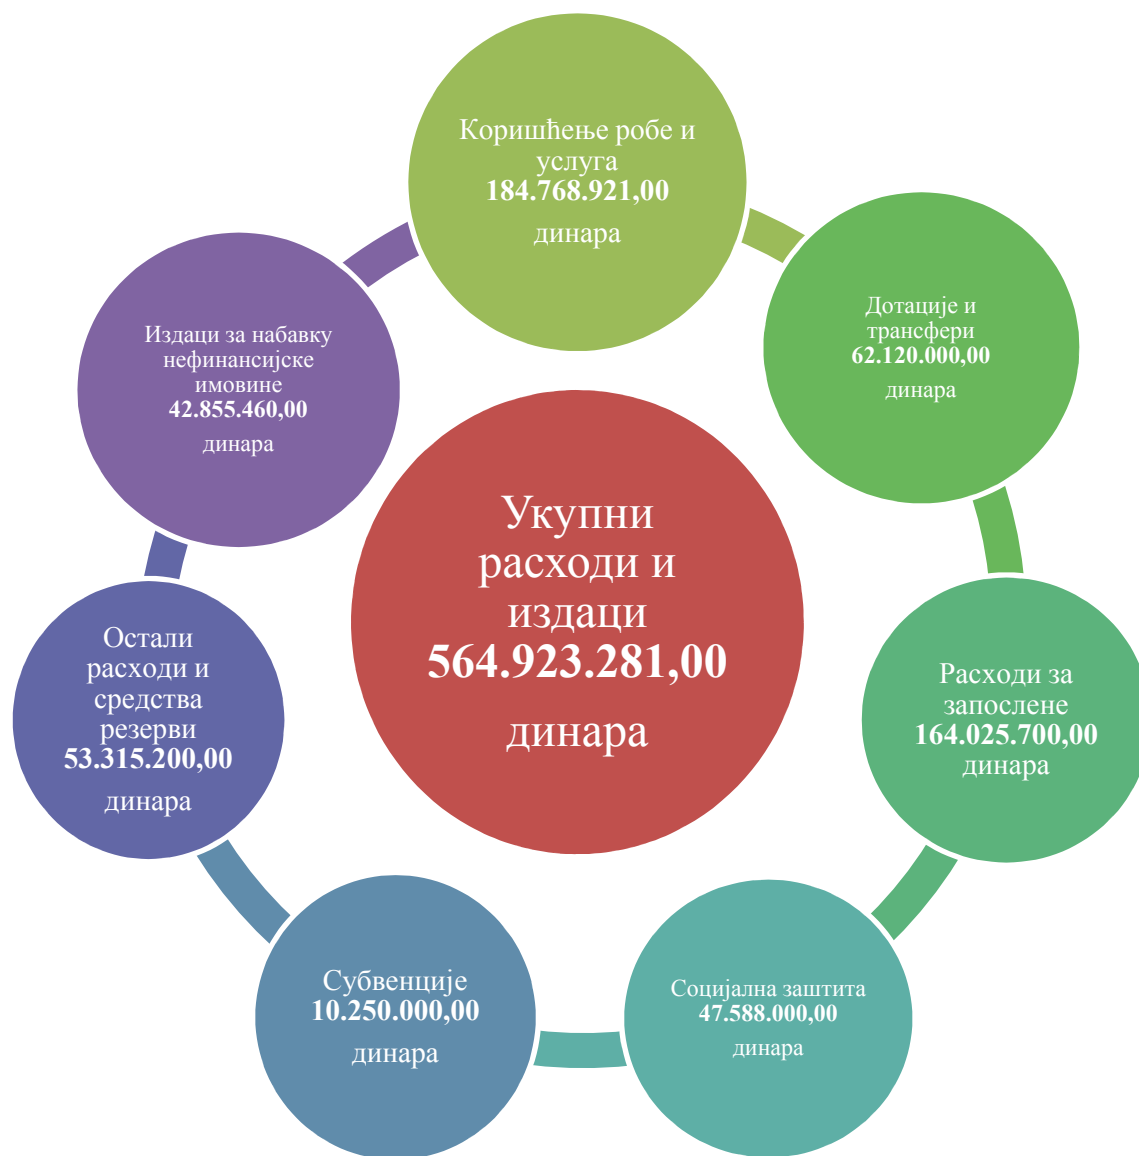 Коришћење робе и
услуга
184.768.921,00
динара
Дотације и
трансфери
62.120.000,00
динара
Расходи за
запослене
164.025.700,00
динара
Социјална заштита
47.588.000,00
динара
Субвенције
10.250.000,00
динара
Остали
расходи и
средства
резерви
53.315.200,00
динара
Издаци за набавку
нефинансијске
имовине
42.855.460,00
динара
Укупни
расходи и
издаци
564.923.281,00
динара